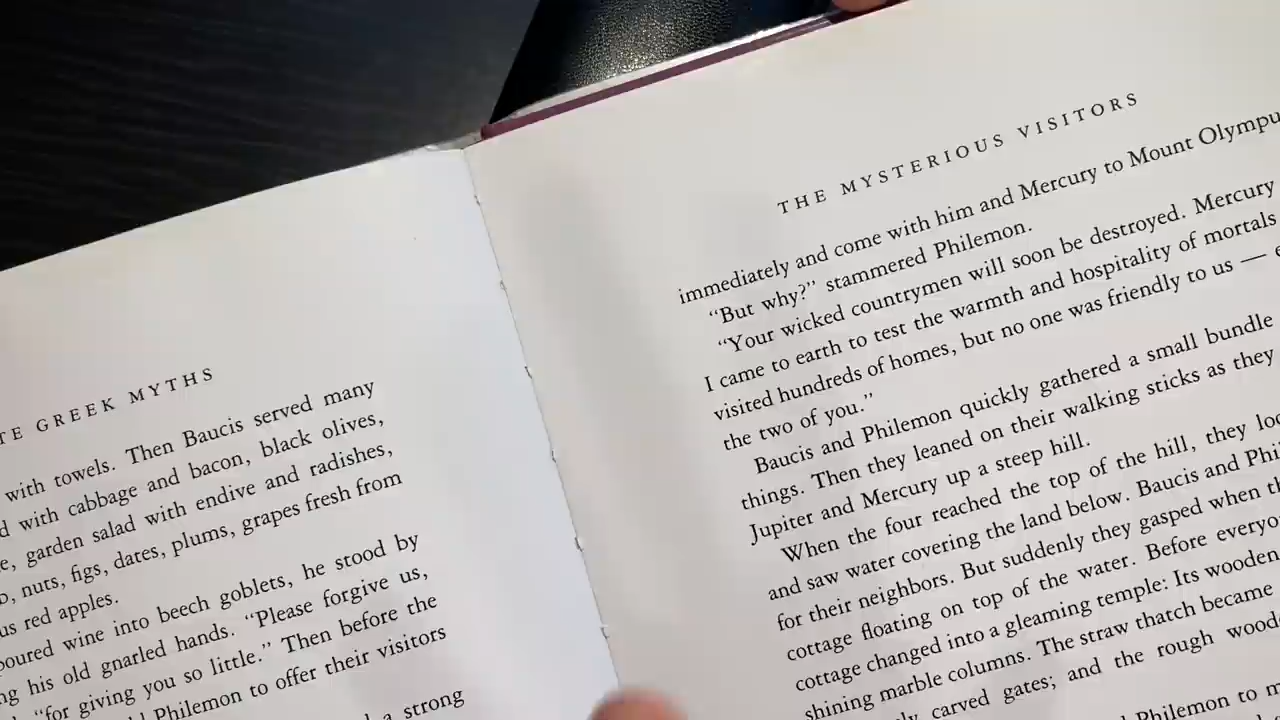 GREEK MYTHS
with towels. Then Baucis served many
with cabbage and bacon, black olives,
garden salad with endive and radishes,
nuts, figs, dates, plums, grapes fresh from
red apples.
poured wine into beech goblets, he stood by
his old gnarled hands. “Please forgive us,
“for giving you so little.” Then before the
Philemon to offer their visitors
a strong
THE MYSTERIOUS VISITORS
immediately and come with him and Mercury to Mount
“But why?” stammered Philemon.
“Your wicked countrymen will soon be destroyed. Mercury
I came to earth to test the warmth and hospitality of mortals
visited hundreds of homes, but no one was friendly to us —
the two of you.”
Baucis and Philemon quickly gathered a small bundle
things. Then they leaned on their walking sticks as they
Jupiter and Mercury up a steep hill.
When the four reached the top of the hill, they
and saw water covering the land below. Baucis and
for their neighbors. But suddenly they gasped when
cottage floating on top of the water. Before
cottage changed into a gleaming temple: Its wooden
shining marble columns. The straw thatch became
carved gates; and the rough
Philemon to